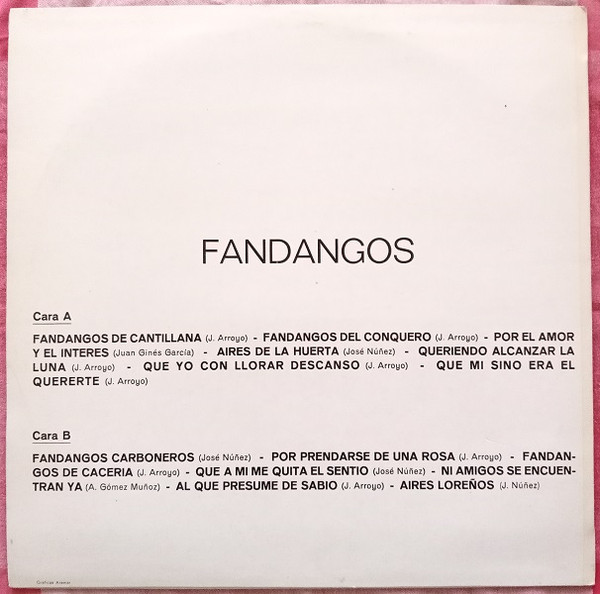 FANDANGOS
Cara A
FANDANGOS DE CANTILLANA (J. Arroyo) - FANDANGOS DEL CONQUERO (J. Arroyo) - POR EL AMOR
Y EL INTERES (Juan Ginés García) - AIRES DE LA HUERTA (José Núñez) - QUERIENDO ALCANZAR LA
LUNA (J. Arroyo) - QUE YO CON LLORAR DESCANSO (J. Arroyo) - QUE MI SINO ERA EL
QUERERTE (J. Arroyo)
Cara B
FANDANGOS CARBONEROS (José Núñez) - POR PRENDARSE DE UNA ROSA (J. Arroyo) - FANDAN-
GOS DE CACERIA (J. Arroyo) - QUE A MI ME QUITA EL SENTIO (José Núñez) - NI AMIGOS SE ENCUEN-
TRAN YA (A. Gómez Muñoz) - AL QUE PRESUME DE SABIO (J. Arroyo) - AIRES LOREÑOS (J. Núñez)